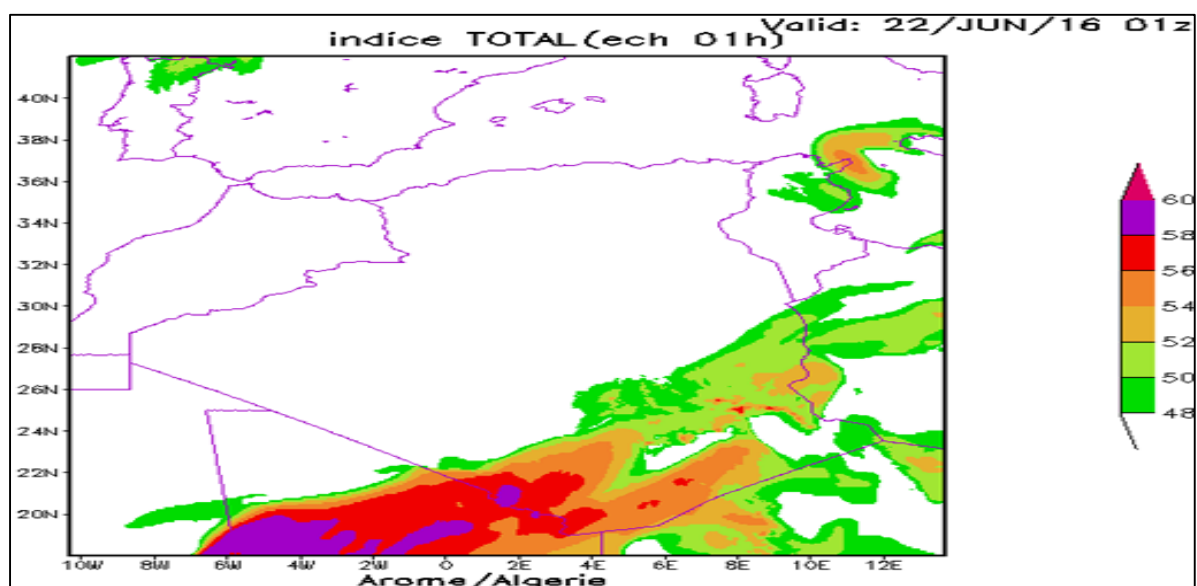 Valid: 22/JUN/16 01z
indíce TOTAL(ech 01h)
40N
38N
36N
34N
32N
30N
28N
26N
24N
22N
20N
10W 8W 6W 4W 2W 0 2E 4E 6E 8E 10E 12E
Arome/Algerie
60
58
56
54
52
50
48